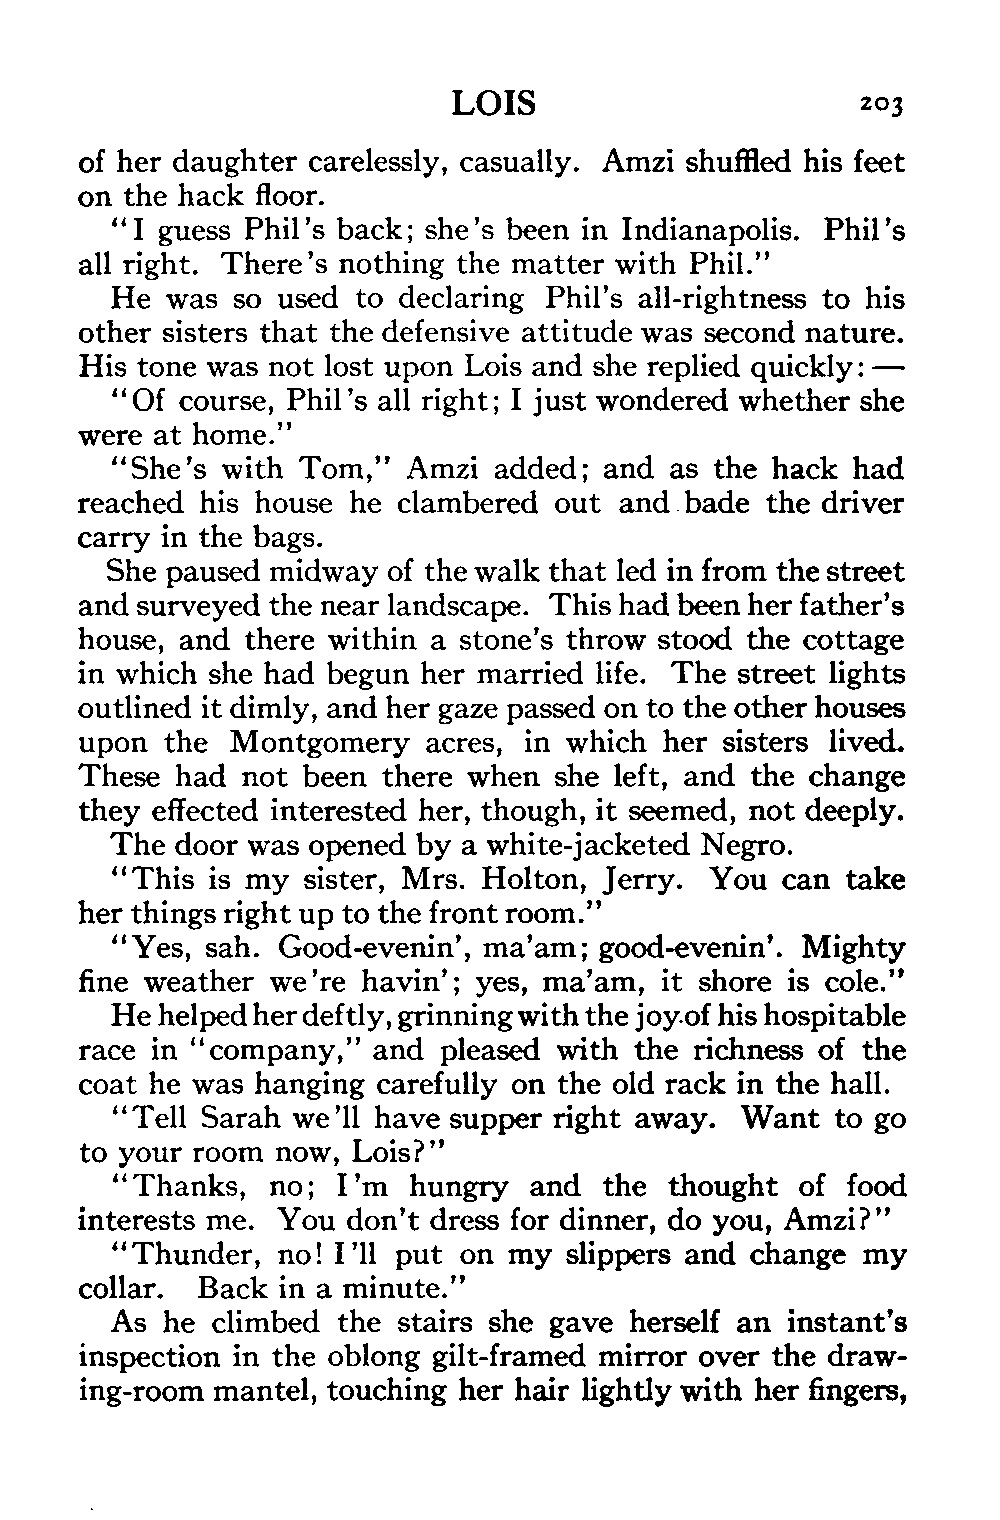 LOIS 203
of her daughter carelessly, casually. Amzi shuffled his feet
on the hack floor.
"I guess Phil's back; she's been in Indianapolis. Phil's
all right. There's nothing the matter with Phil."
He was so used to declaring Phil's all-rightness to his
other sisters that the defensive attitude was second nature.
His tone was not lost upon Lois and she replied quickly: —
"Of course, Phil's all right; I just wondered whether she
were at home."
"She's with Tom," Amzi added; and as the hack had
reached his house he clambered out and bade the driver
carry in the bags.
She paused midway of the walk that led in from the street
and surveyed the near landscape. This had been her father's
house, and there within a stone's throw stood the cottage
in which she had begun her married life. The street lights
outlined it dimly, and her gaze passed on to the other houses
upon the Montgomery acres, in which her sisters lived.
These had not been there when she left, and the change
they effected interested her, though, it seemed, not deeply.
The door was opened by a white-jacketed Negro.
"This is my sister, Mrs. Holton, Jerry. You can take
her things right up to the front room."
"Yes, sah. Good-evenin', ma'am; good-evenin'. Mighty
fine weather we're havin'; yes, ma'am, it shore is cole."
He helped her deftly, grinning with the joy of his hospitable
race in "company," and pleased with the richness of the
coat he was hanging carefully on the old rack in the hall.
"Tell Sarah we'll have supper right away. Want to go
to your room now, Lois?"
"Thanks, no; I'm hungry and the thought of food
interests me. You don't dress for dinner, do you, Amzi?"
"Thunder, no! I'll put on my slippers and change my
collar. Back in a minute."
As he climbed the stairs she gave herself an instant's
inspection in the oblong gilt-framed mirror over the draw-
ing-room mantel, touching her hair lightly with her fingers,